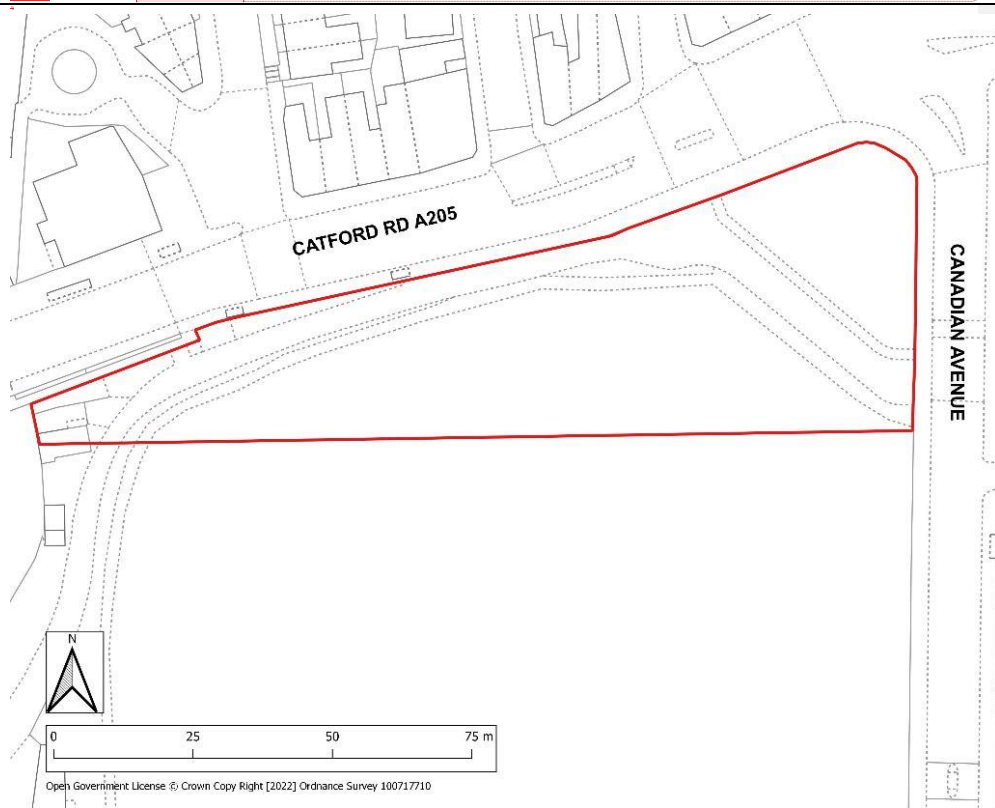 CATFORD RD A205
CANADIAN AVENUE
N
0 25 50 75 m
Open Government License © Crown Copy Right [2022] Ordnance Survey 100717710